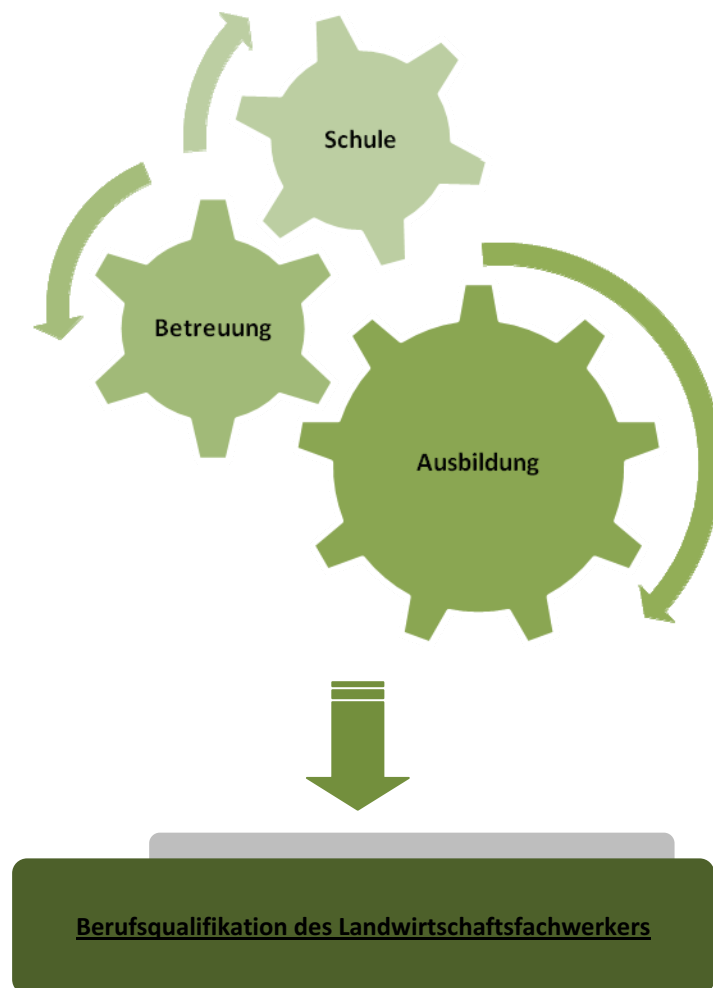 Schule
Betreuung
Ausbildung
Berufsqualifikation des Landwirtschaftsfachwerkers